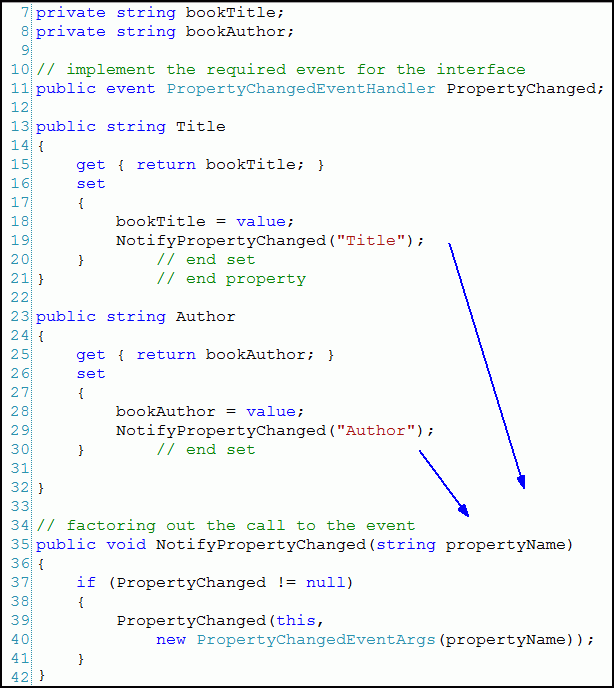 7 private string bookTitle;
8 private string bookAuthor;
9
10 // implement the required event for the interface
11 public event PropertyChangedEventHandler PropertyChanged;
12
13 public string Title
14 {
15     get { return bookTitle; }
16     set
17     {
18         bookTitle = value;
19         NotifyPropertyChanged("Title");
20     }       // end set
21 }           // end property
22
23 public string Author
24 {
25     get { return bookAuthor; }
26     set
27     {
28         bookAuthor = value;
29         NotifyPropertyChanged("Author");
30     }       // end set
31
32 }
33
34 // factoring out the call to the event
35 public void NotifyPropertyChanged(string propertyName)
36 {
37     if (PropertyChanged != null)
38     {
39         PropertyChanged(this,
40             new PropertyChangedEventArgs(propertyName));
41     }
42 }